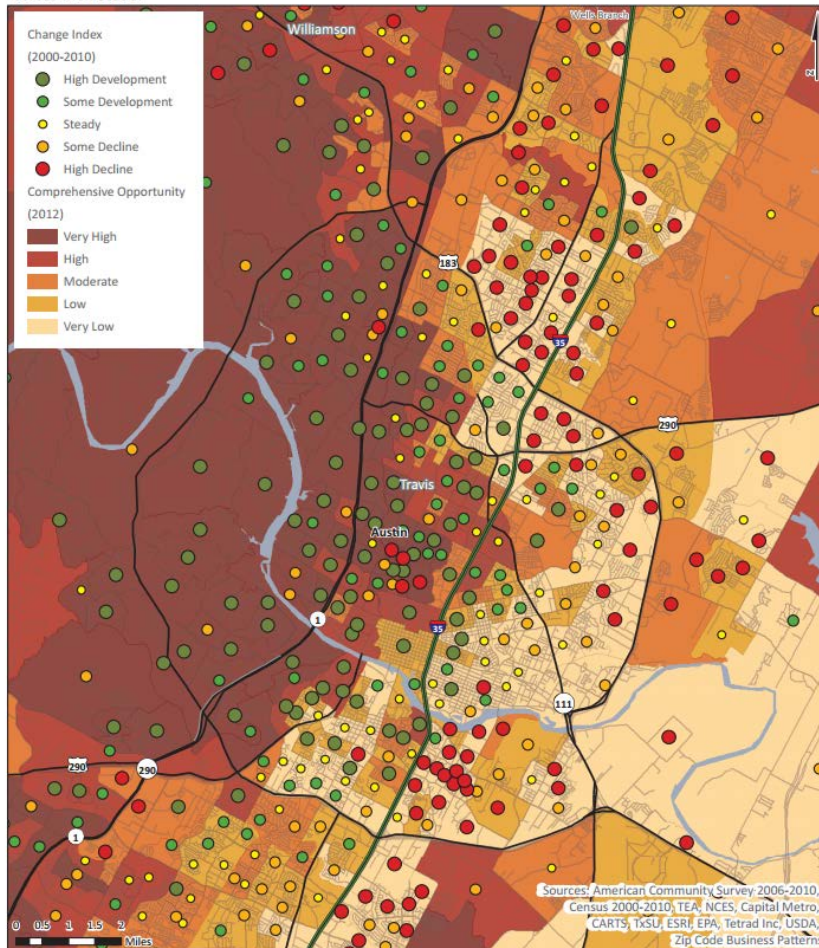 Wells Branch
Williamson
Change Index
(2000-2010)
High Development
Some Development
Steady
Some Decline
High Decline
Comprehensive Opportunity
(2012)
Very High
High
Moderate
Low
Very Low
183
35
290
Travis
Austin
1
35
111
290
290
1
Sources: American Community Survey 2006-2010,
Census 2000-2010, TEA, NCES, Capital Metro,
CARTS, TxSU, ESRI, EPA, Tetrad Inc, USDA,
Zip Code Business Pattern
0 0.5 1 1.5 2
Miles